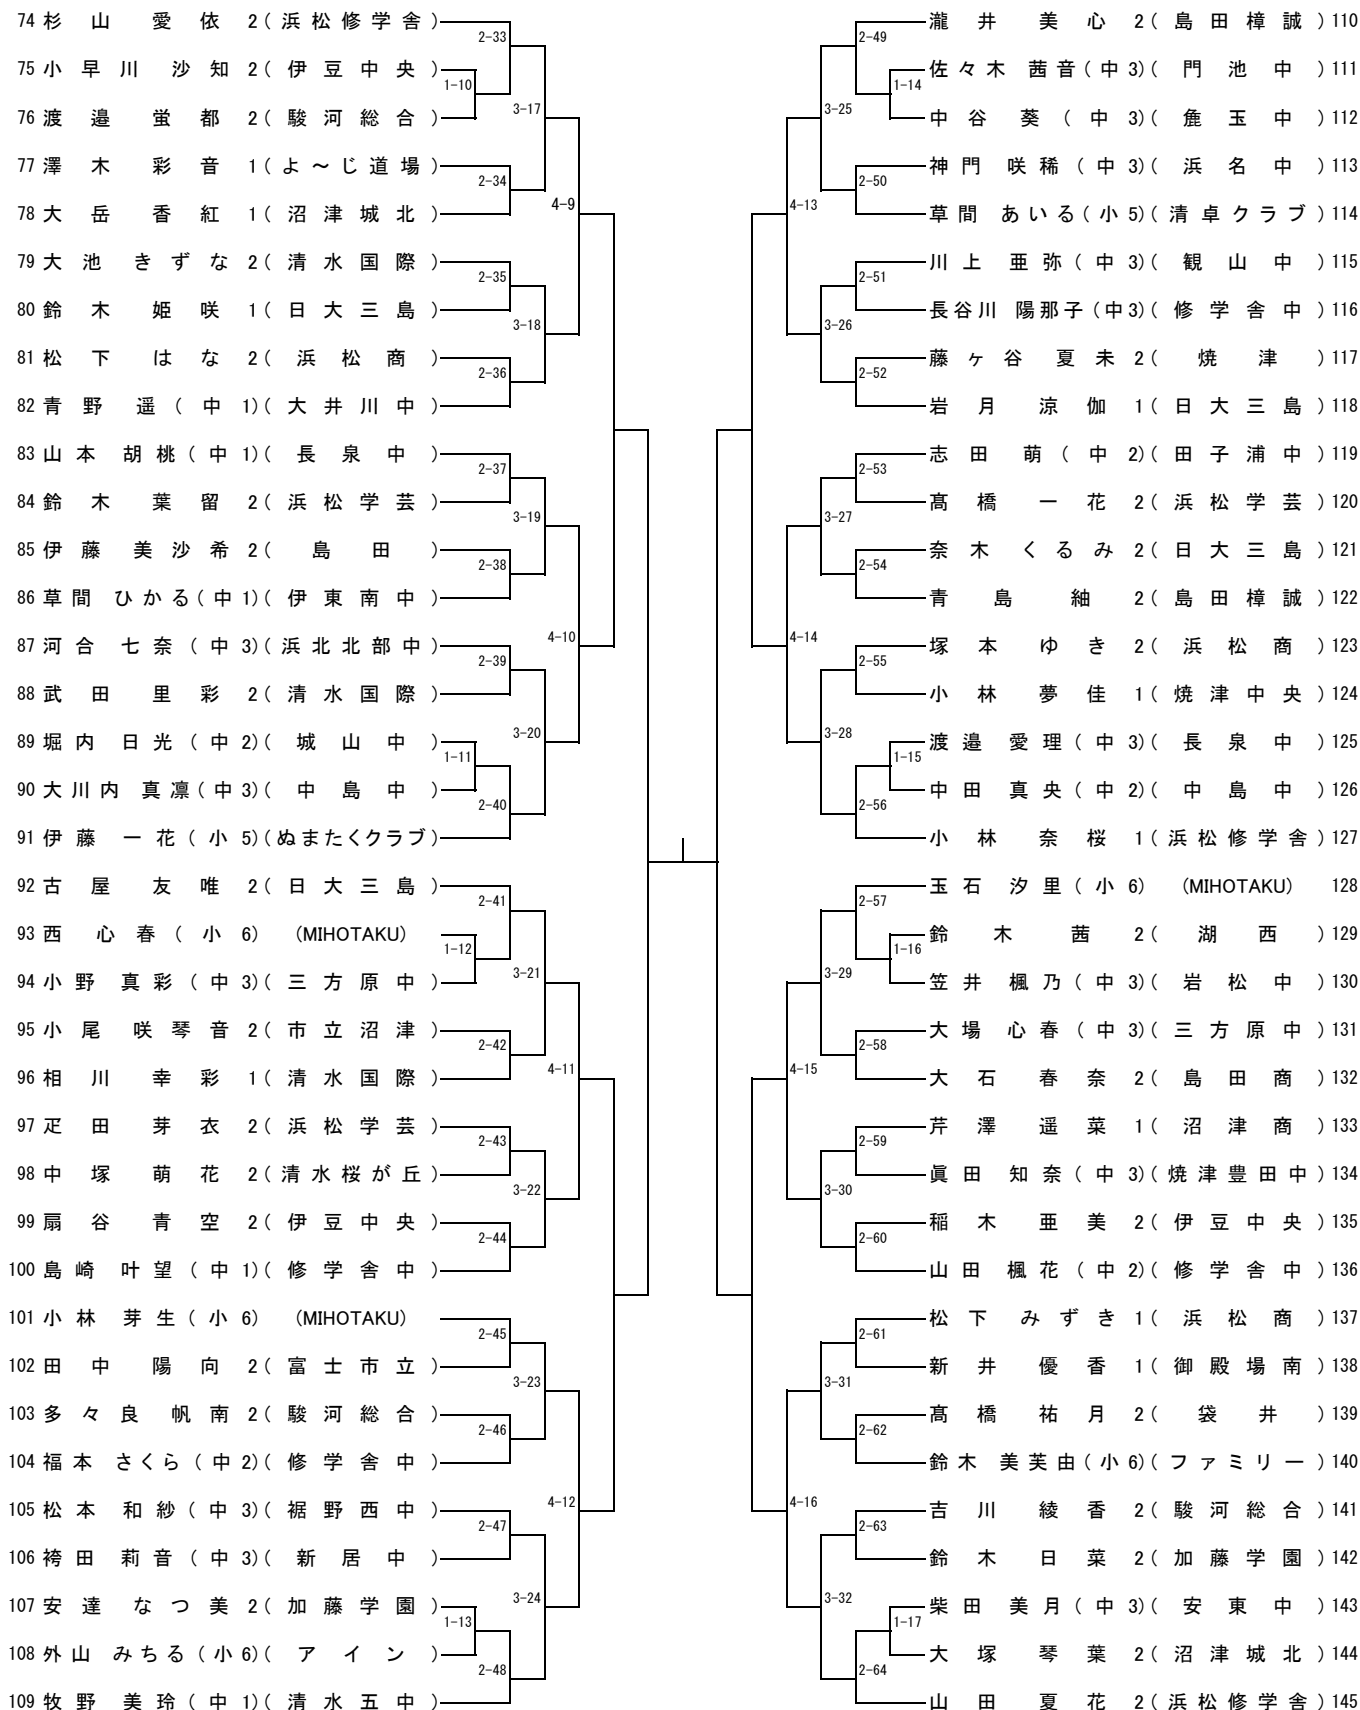 74 杉山 愛依 2 (浜松修学舎)
2-33
75 小早川 沙知 2 (伊豆中央)
1-10
76 渡邉 蛍都 2 (駿河総合)
3-17
77 澤木 彩音 1 (よ～じ道場)
2-34
78 大岳 香紅 1 (沼津城北)
4-9
79 大池 きずな 2 (清水国際)
2-35
80 鈴木 姫咲 1 (日大三島)
3-18
81 松下 はな 2 (浜松商)
2-36
82 青野 遥 (中1) (大井川中)
83 山本 胡桃 (中1) (長泉中)
2-37
84 鈴木 葉留 2 (浜松学芸)
3-19
85 伊藤 美沙希 2 (島田)
2-38
86 草間 ひかる (中1) (伊東南中)
4-10
87 河合 七奈 (中3) (浜北北部中)
2-39
88 武田 里彩 2 (清水国際)
3-20
89 堀内 日光 (中2) (城山中)
1-11
90 大川内 真凛 (中3) (中島中)
2-40
91 伊藤 一花 (小5) (ぬまたくクラブ)
92 古屋 友唯 2 (日大三島)
2-41
93 西 心春 (小6) (MIHOTAKU)
1-12
94 小野 真彩 (中3) (三方原中)
3-21
95 小尾 咲琴音 2 (市立沼津)
2-42
96 相川 幸彩 1 (清水国際)
4-11
97 疋田 芽衣 2 (浜松学芸)
2-43
98 中塚 萌花 2 (清水桜が丘)
3-22
99 扇谷 青空 2 (伊豆中央)
2-44
100 島崎 叶望 (中1) (修学舎中)
101 小林 芽生 (小6) (MIHOTAKU)
2-45
102 田中 陽向 2 (富士市立)
3-23
103 多々良 帆南 2 (駿河総合)
2-46
104 福本 さくら (中2) (修学舎中)
4-12
105 松本 和紗 (中3) (裾野西中)
2-47
106 袴田 莉音 (中3) (新居中)
3-24
107 安達 なつ美 2 (加藤学園)
1-13
108 外山 みちる (小6) (アイン)
2-48
109 牧野 美玲 (中1) (清水五中)
瀧井 美心 2 (島田樟誠) 110
2-49
佐々木 茜音 (中3) (門池中) 111
1-14
中谷 葵 (中3) (麁玉中) 112
3-25
神門 咲稀 (中3) (浜名中) 113
2-50
草間 あいる (小5) (清卓クラブ) 114
4-13
川上 亜弥 (中3) (観山中) 115
2-51
長谷川 陽那子 (中3) (修学舎中) 116
3-26
藤ヶ谷 夏未 2 (焼津) 117
2-52
岩月 涼伽 1 (日大三島) 118
志田 萌 (中2) (田子浦中) 119
2-53
髙橋 一花 2 (浜松学芸) 120
3-27
奈木 くるみ 2 (日大三島) 121
2-54
青島 紬 2 (島田樟誠) 122
4-14
塚本 ゆき 2 (浜松商) 123
2-55
小林 夢佳 1 (焼津中央) 124
3-28
渡邉 愛理 (中3) (長泉中) 125
1-15
中田 真央 (中2) (中島中) 126
2-56
小林 奈桜 1 (浜松修学舎) 127
玉石 汐里 (小6) (MIHOTAKU) 128
2-57
鈴木 茜 2 (湖西) 129
1-16
笠井 楓乃 (中3) (岩松中) 130
3-29
大場 心春 (中3) (三方原中) 131
2-58
大石 春奈 2 (島田商) 132
4-15
芹澤 遥菜 1 (沼津商) 133
2-59
眞田 知奈 (中3) (焼津豊田中) 134
3-30
稲木 亜美 2 (伊豆中央) 135
2-60
山田 楓花 (中2) (修学舎中) 136
松下 みずき 1 (浜松商) 137
2-61
新井 優香 1 (御殿場南) 138
3-31
髙橋 祐月 2 (袋井) 139
2-62
鈴木 美芙由 (小6) (ファミリー) 140
4-16
吉川 綾香 2 (駿河総合) 141
2-63
鈴木 日菜 2 (加藤学園) 142
3-32
柴田 美月 (中3) (安東中) 143
1-17
大塚 琴葉 2 (沼津城北) 144
2-64
山田 夏花 2 (浜松修学舎) 145